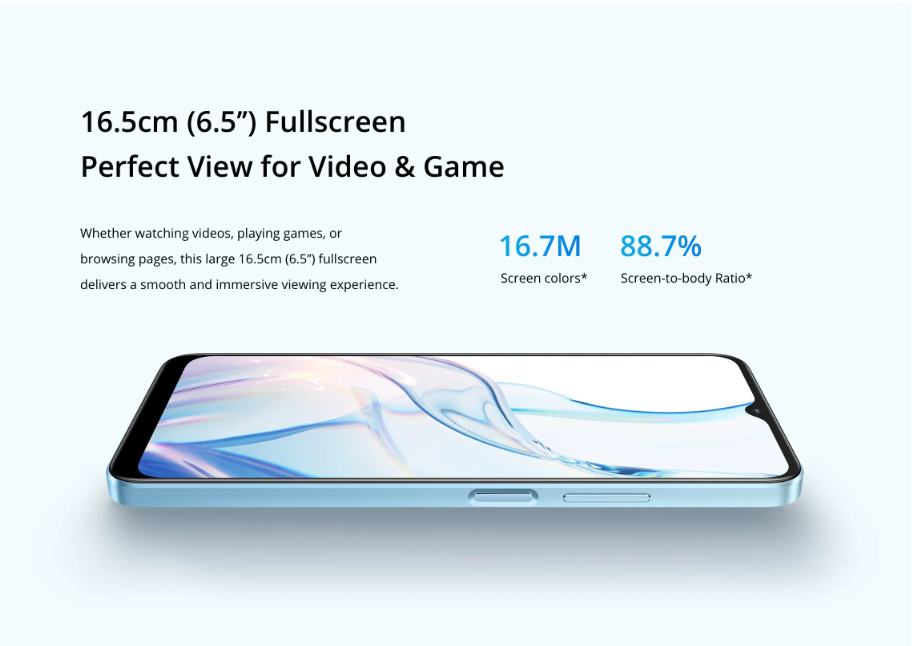 16.5cm (6.5”) Fullscreen
Perfect View for Video & Game
Whether watching videos, playing games, or
browsing pages, this large 16.5cm (6.5”) fullscreen
delivers a smooth and immersive viewing experience.
16.7M
Screen colors*
88.7%
Screen-to-body Ratio*